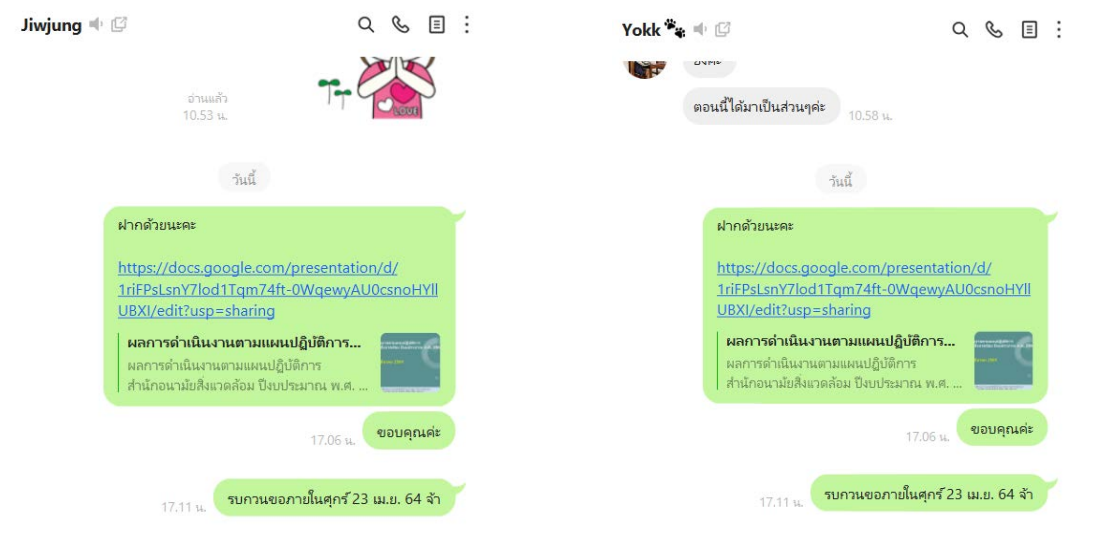 Jiwjung
LOVE
อ่านแล้ว
10.53 น.
วันนี้
ฝากด้วยนะคะ
https://docs.google.com/presentation/d/
1riFPsLsnY7lod1Tqm74ft-0WqewyAU0csnoHYll
UBXI/edit?usp=sharing
ผลการดำเนินงานตามแผนปฏิบัติการ...
ผลการดำเนินงานตามแผนปฏิบัติการ
สำนักอนามัยสิ่งแวดล้อม ปีงบประมาณ พ.ศ. ...
ขอบคุณค่ะ
17.06 น.
รบกวนขอภายในศุกร์ 23 เม.ย. 64 จ้า
17.11 น.
Yokk
ตอนนี้ได้มาเป็นส่วนๆค่ะ
10.58 น.
วันนี้
ฝากด้วยนะคะ
https://docs.google.com/presentation/d/
1riFPsLsnY7lod1Tqm74ft-0WqewyAU0csnoHYll
UBXI/edit?usp=sharing
ผลการดำเนินงานตามแผนปฏิบัติการ...
ผลการดำเนินงานตามแผนปฏิบัติการ
สำนักอนามัยสิ่งแวดล้อม ปีงบประมาณ พ.ศ. ...
ขอบคุณค่ะ
17.06 น.
รบกวนขอภายในศุกร์ 23 เม.ย. 64 จ้า
17.11 น.